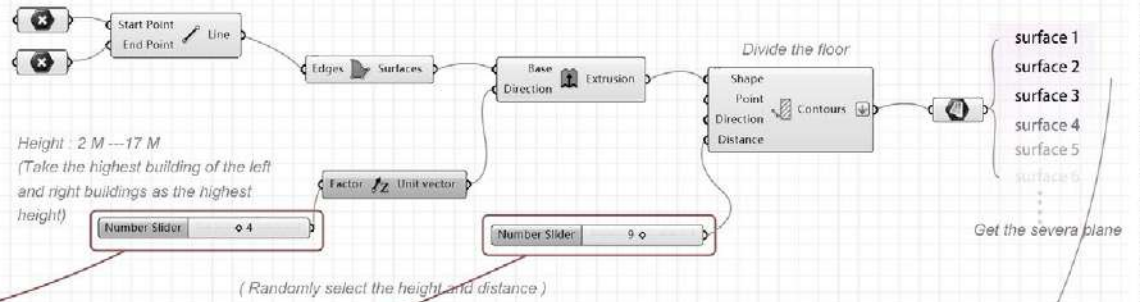 Start Point
End Point
Line
Edges
Surfaces
Base
Direction
Extrusion
Divide the floor
Shape
Point
Direction
Distance
Contours
surface 1
surface 2
surface 3
surface 4
surface 5
surface 6
Get the severa plane
Height : 2 M ---17 M
(Take the highest building of the left
and right buildings as the highest
height)
Factor
Unit vector
Number Slider
4
Number Slider
9
( Randomly select the height and distance )